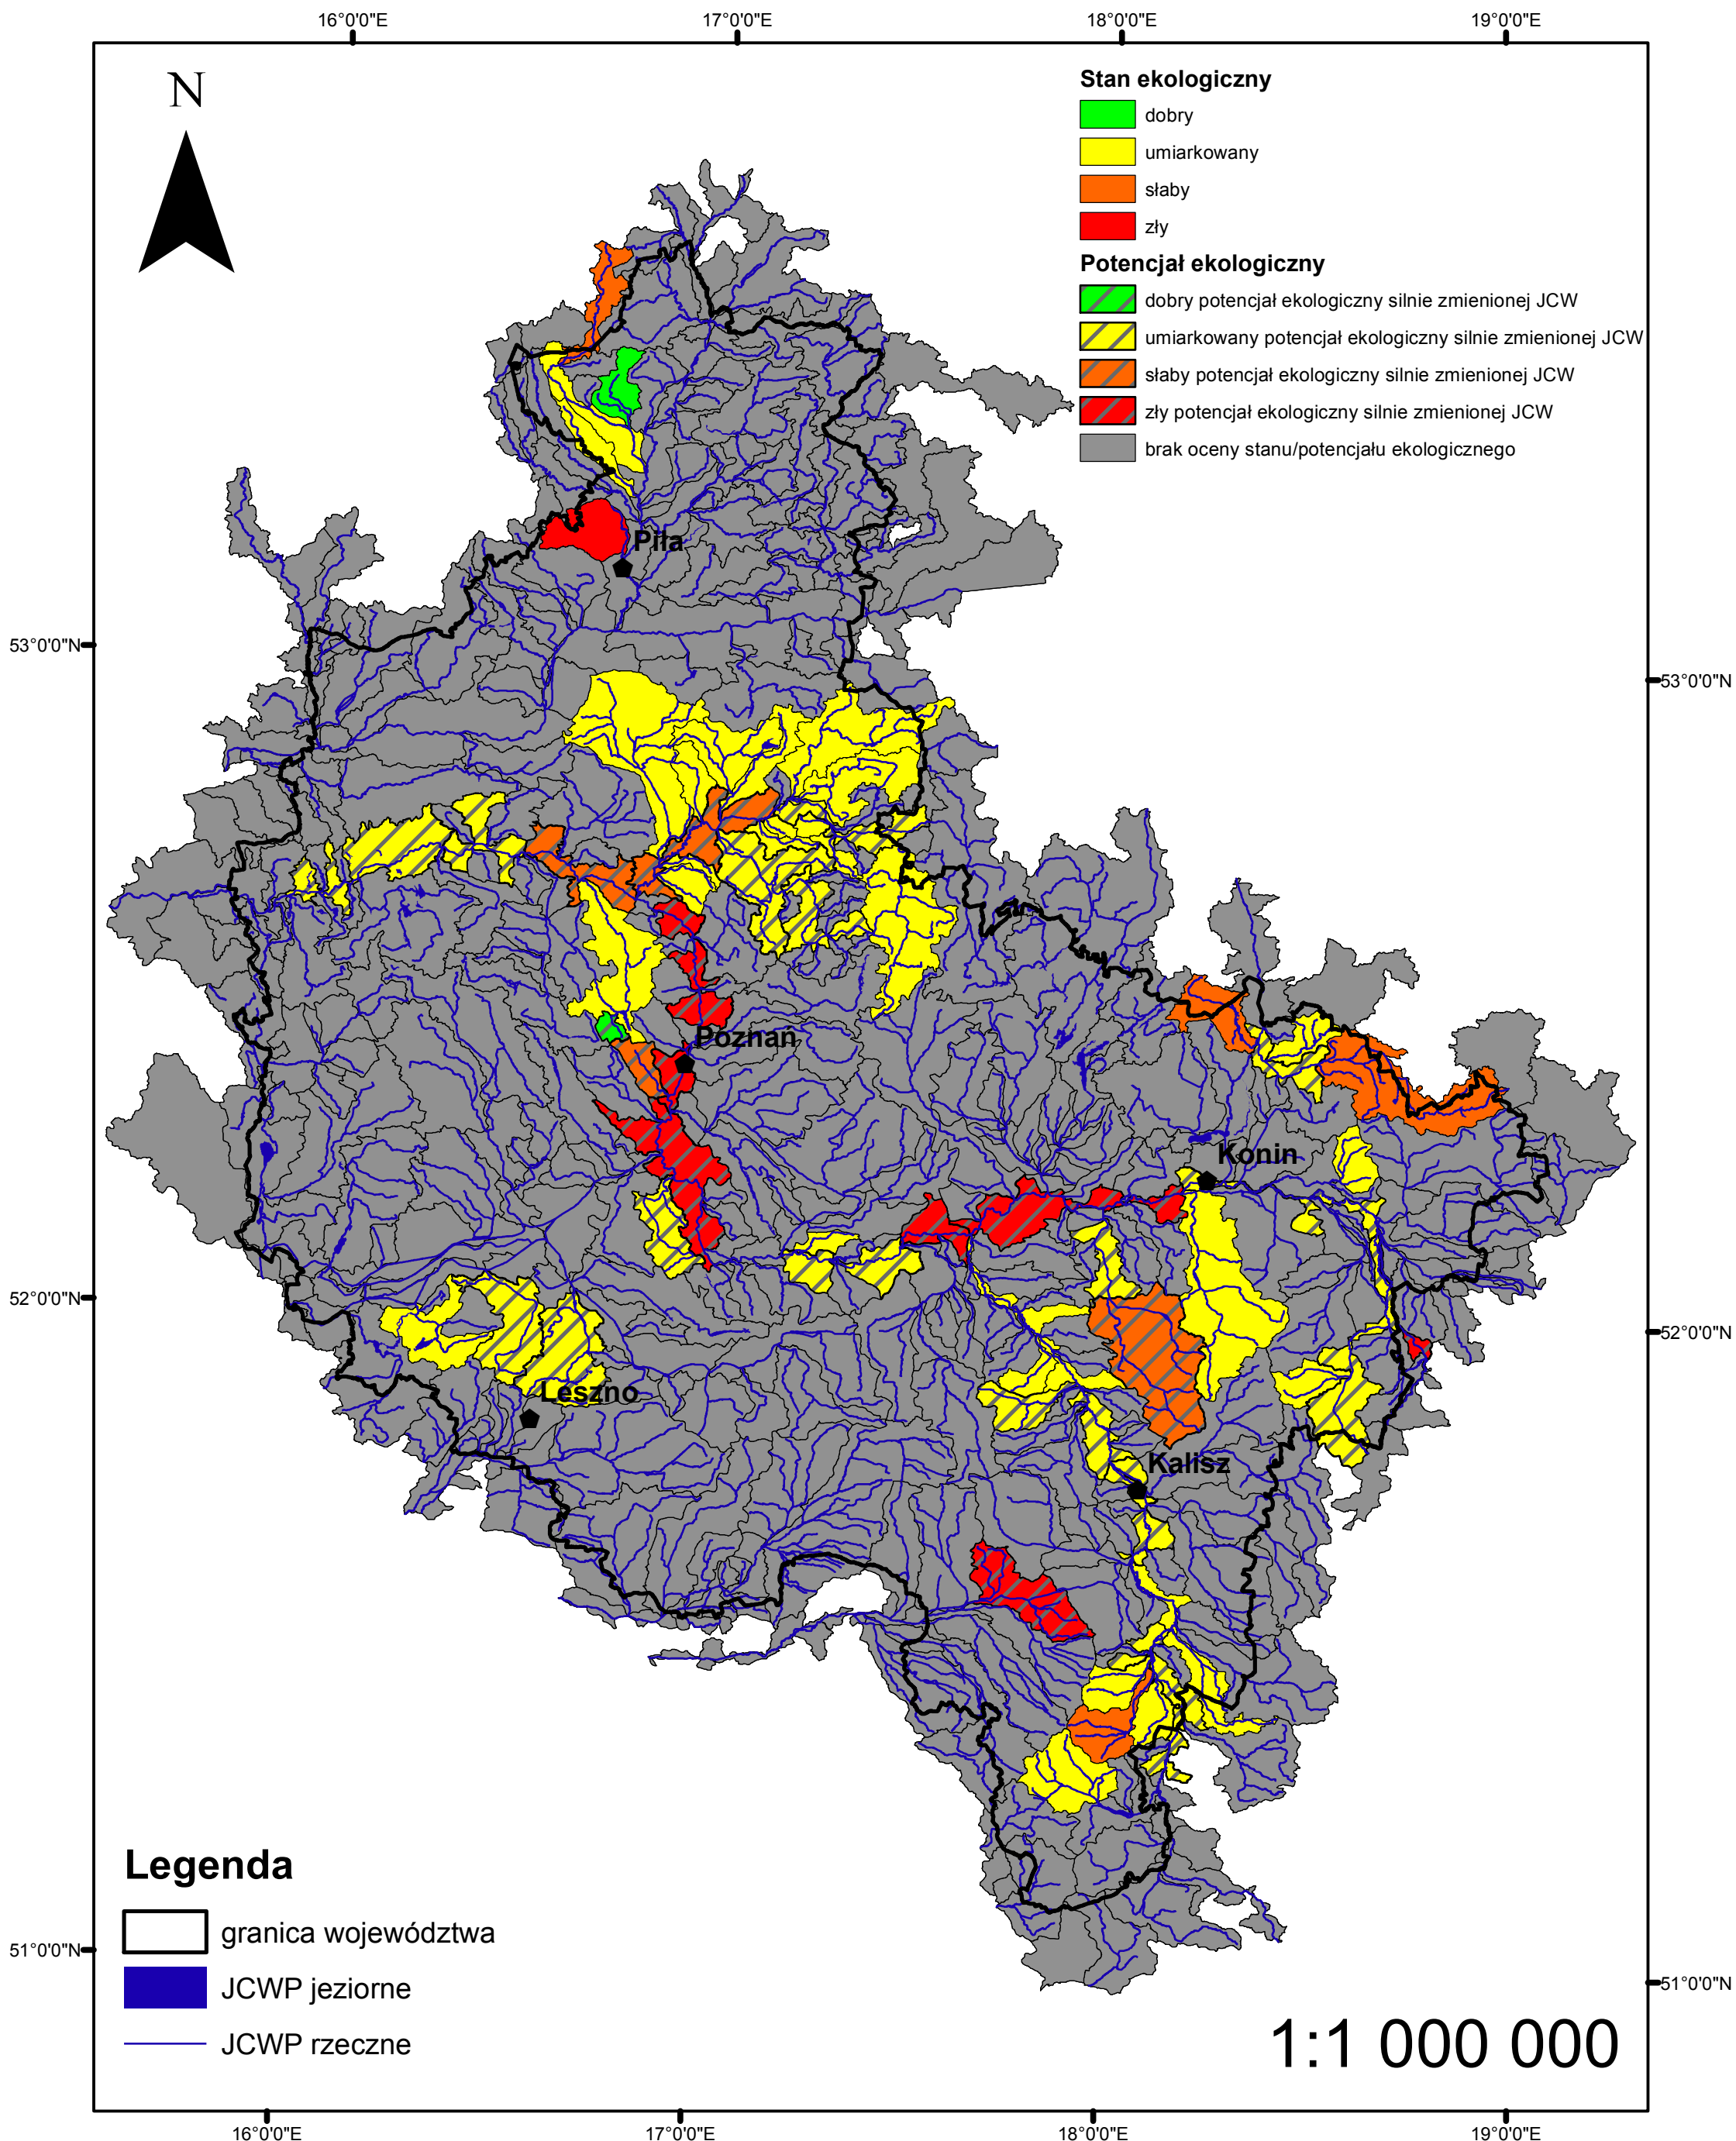 16°0'0"E 17°0'0"E 18°0'0"E 19°0'0"E
N
Stan ekologiczny
dobry
umiarkowany
słaby
zły
Potencjał ekologiczny
dobry potencjał ekologiczny silnie zmienionej JCW
umiarkowany potencjał ekologiczny silnie zmienionej JCW
słaby potencjał ekologiczny silnie zmienionej JCW
zły potencjał ekologiczny silnie zmienionej JCW
brak oceny stanu/potencjału ekologicznego
Piła
53°0'0"N
53°0'0"N
Poznań
Konin
52°0'0"N
52°0'0"N
Leszno
Kalisz
Legenda
granica województwa
JCWP jeziorne
JCWP rzeczne
51°0'0"N
51°0'0"N
1:1 000 000
16°0'0"E 17°0'0"E 18°0'0"E 19°0'0"E